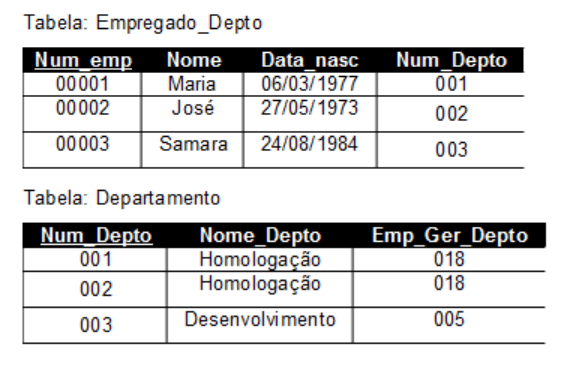 Tabela: Empregado_Depto
Num_emp Nome Data_nasc Num_Depto
00001 Maria 06/03/1977 001
00002 José 27/05/1973 002
00003 Samara 24/08/1984 003
Tabela: Departamento
Num_Depto Nome_Depto Emp_Ger_Depto
001 Homologação 018
002 Homologação 018
003 Desenvolvimento 005